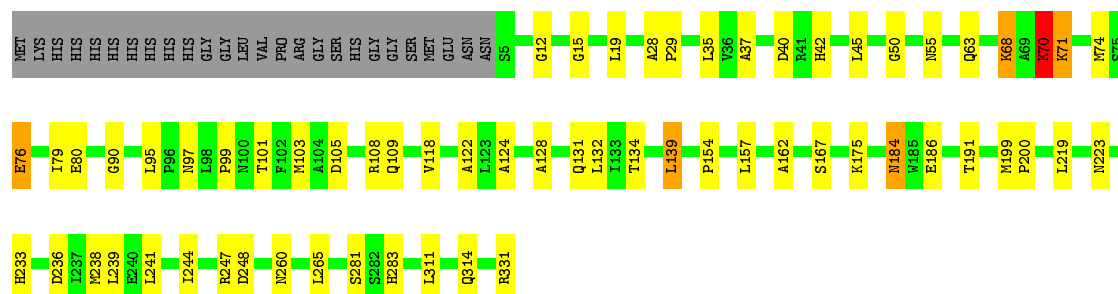 MET LYS HIS HIS HIS HIS HIS HIS HIS HIS HIS HIS GLY GLY LEU VAL PRO ARG GLY SER HIS GLY GLY SER MET GLU ASN ASN S5 G12 G15 L19 A28 P29 L35 V36 A37 D40 R41 H42 L45 G50 N55 Q63 K68 A69 K70 K71 M74 S75
E76 I79 E80 G90 L95 P96 N97 L98 P99 N100 T101 F102 M103 A104 D105 R108 Q109 V118 A122 L123 A124 A128 Q131 L132 I133 T134 L139 P154 L157 A162 S167 K175 N184 W185 E186 T191 M199 P200 L219 N223
H233 D236 I237 M238 L239 E240 L241 I244 R247 D248 N260 L265 S281 S282 H283 L311 Q314 R331